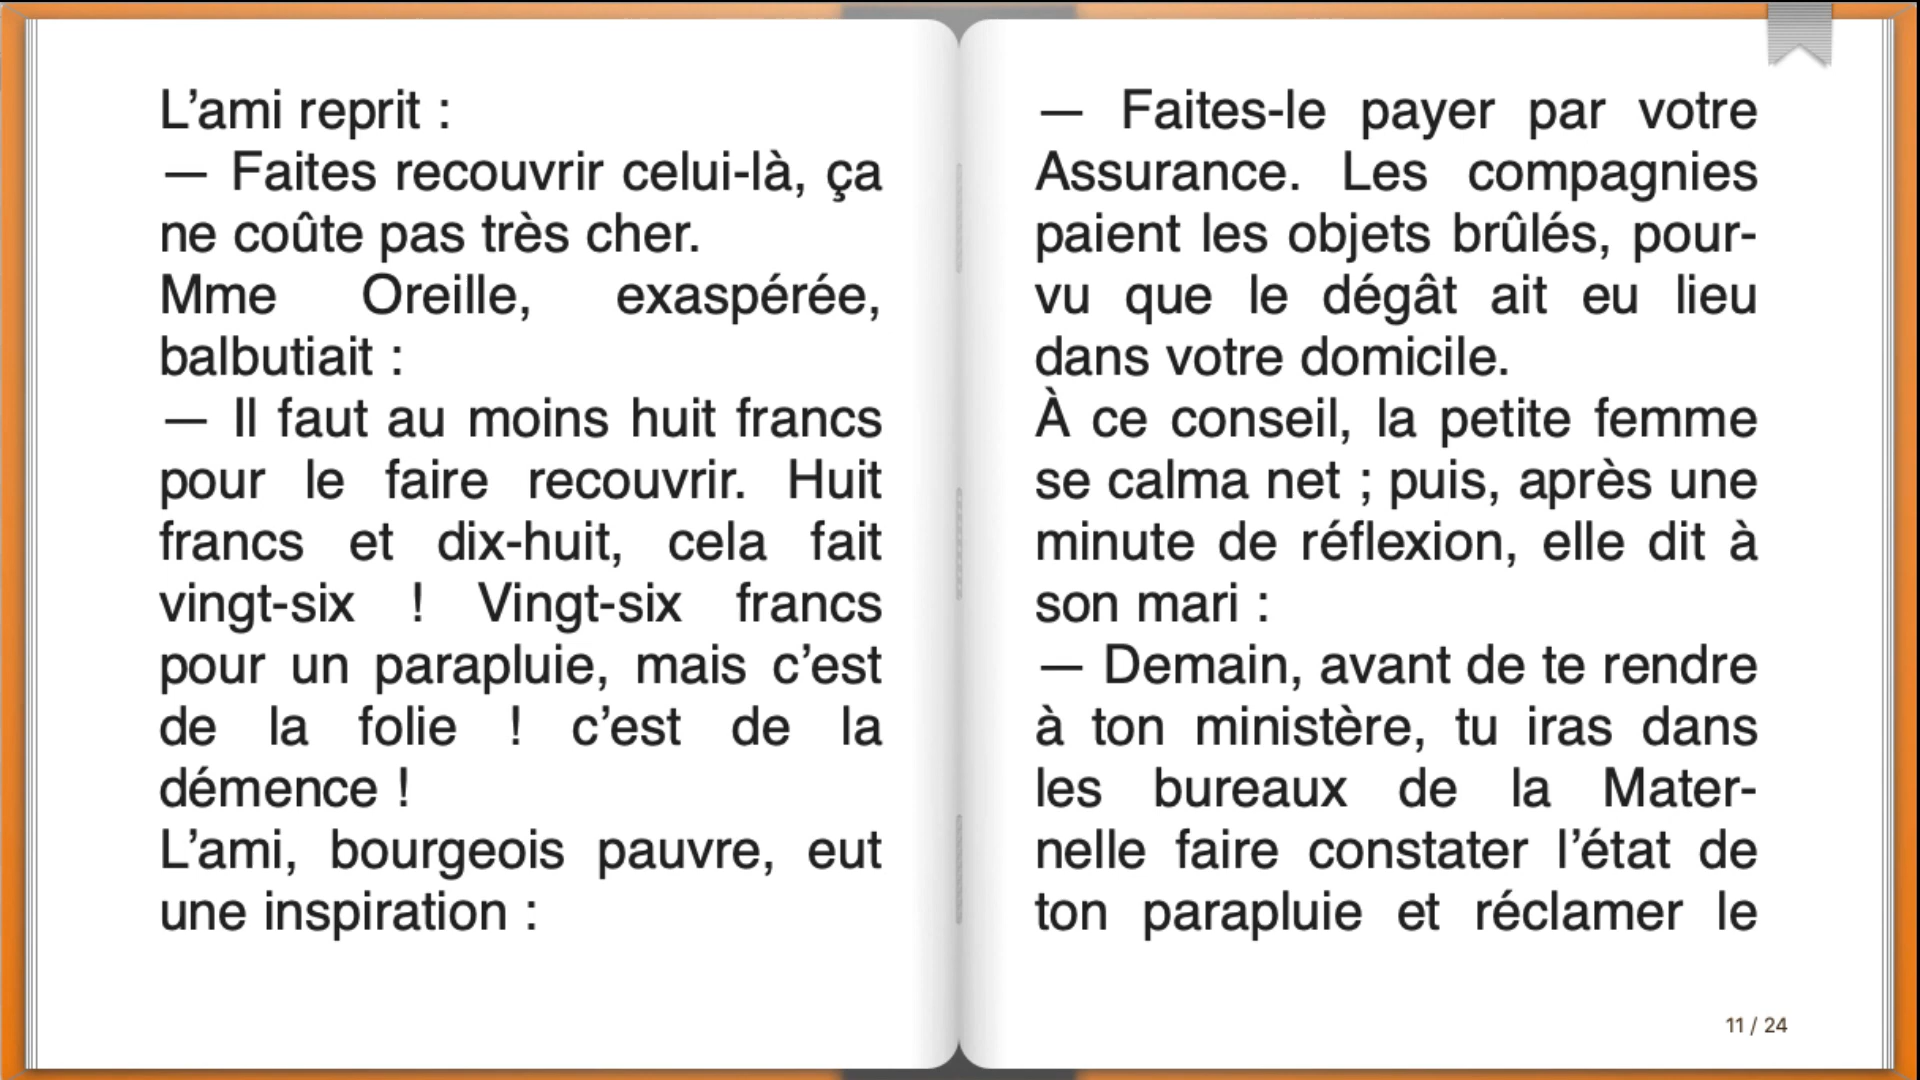 L’ami reprit :
— Faites recouvrir celui-là, ça
ne coûte pas très cher.
Mme Oreille, exaspérée,
balbutiait :
— Il faut au moins huit francs
pour le faire recouvrir. Huit
francs et dix-huit, cela fait
vingt-six ! Vingt-six francs
pour un parapluie, mais c’est
de la folie ! c’est de la
démence !
L’ami, bourgeois pauvre, eut
une inspiration :
— Faites-le payer par votre
Assurance. Les compagnies
paient les objets brûlés, pour-
vu que le dégât ait eu lieu
dans votre domicile.
À ce conseil, la petite femme
se calma net ; puis, après une
minute de réflexion, elle dit à
son mari :
— Demain, avant de te rendre
à ton ministère, tu iras dans
les bureaux de la Mater-
nelle faire constater l’état de
ton parapluie et réclamer le
11 / 24